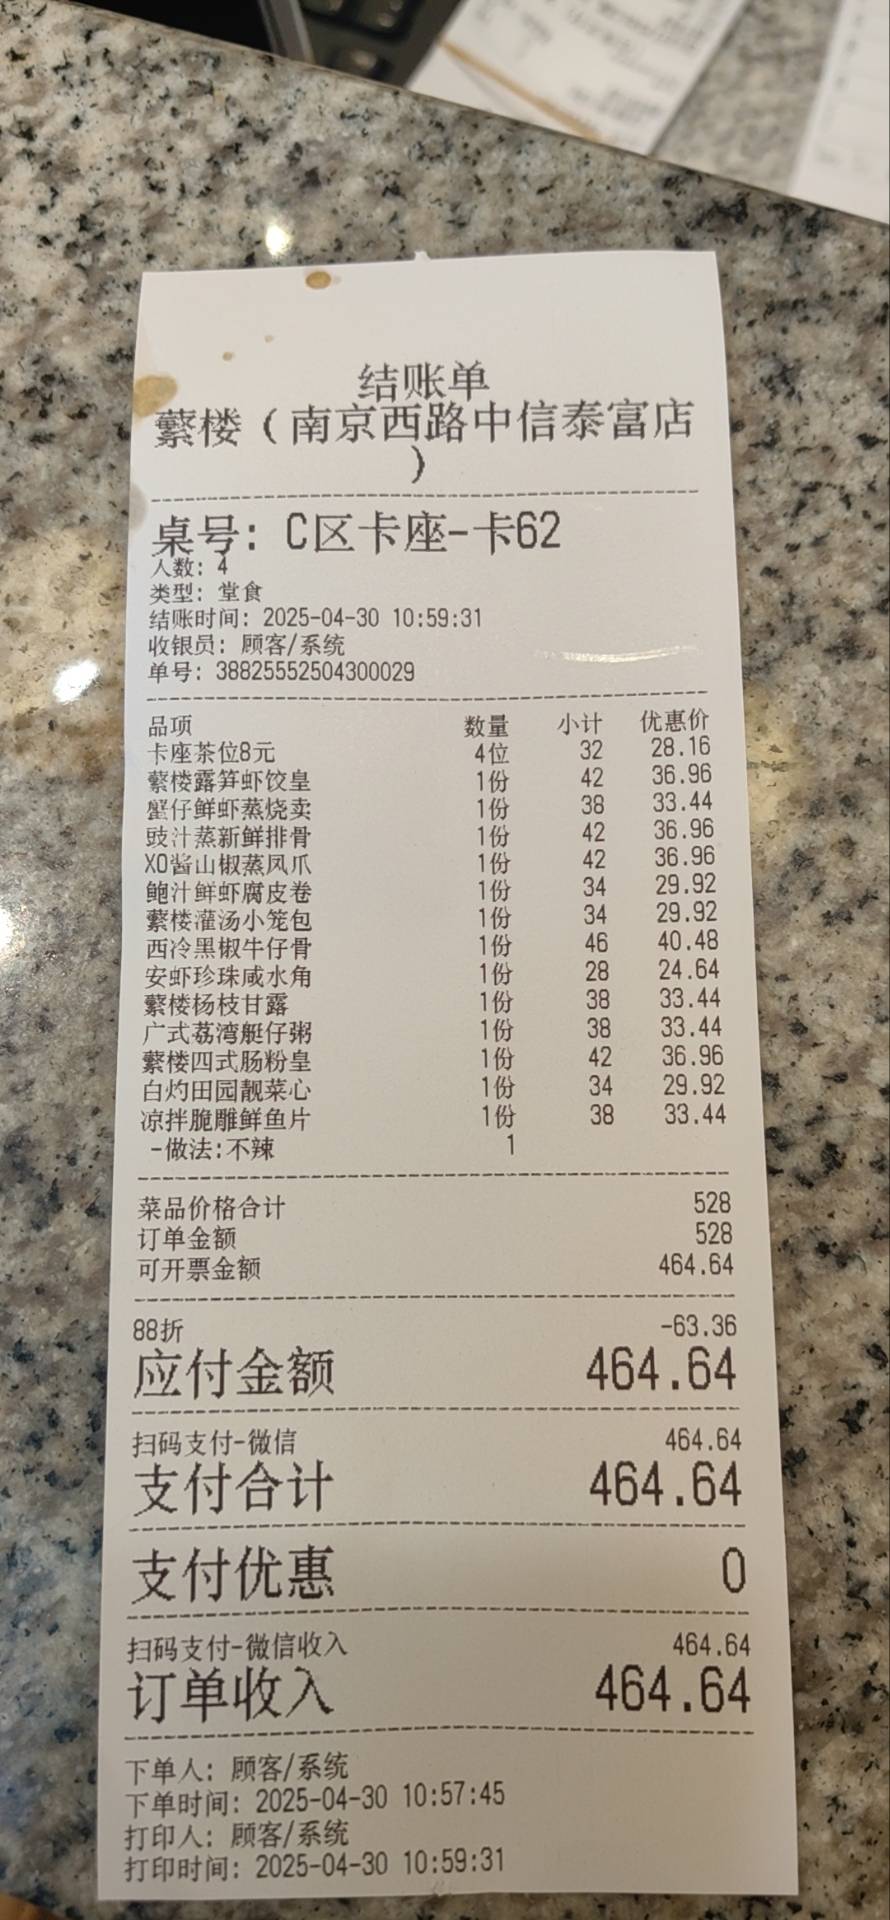 结账单
蘩楼（南京西路中信泰富店
）
桌号：C区卡座-卡62
人数：4
类型：堂食
结账时间：2025-04-30 10:59:31
收银员：顾客/系统
单号：38825552504300029
品项 数量 小计 优惠价
卡座茶位8元 4位 32 28.16
蘩楼露笋虾饺皇 1份 42 36.96
蟹仔鲜虾蒸烧卖 1份 38 33.44
豉汁蒸新鲜排骨 1份 42 36.96
XO酱山椒蒸凤爪 1份 42 36.96
鲍汁鲜虾腐皮卷 1份 34 29.92
蘩楼灌汤小笼包 1份 34 29.92
西冷黑椒牛仔骨 1份 46 40.48
安虾珍珠咸水角 1份 28 24.64
蘩楼杨枝甘露 1份 38 33.44
广式荔湾艇仔粥 1份 38 33.44
蘩楼四式肠粉皇 1份 42 36.96
白灼田园靓菜心 1份 34 29.92
凉拌脆雕鲜鱼片 1份 38 33.44
-做法:不辣 1
菜品价格合计 528
订单金额 528
可开票金额 464.64
88折 -63.36
应付金额 464.64
扫码支付-微信 464.64
支付合计 464.64
支付优惠 0
扫码支付-微信收入 464.64
订单收入 464.64
下单人：顾客/系统
下单时间：2025-04-30 10:57:45
打印人：顾客/系统
打印时间：2025-04-30 10:59:31